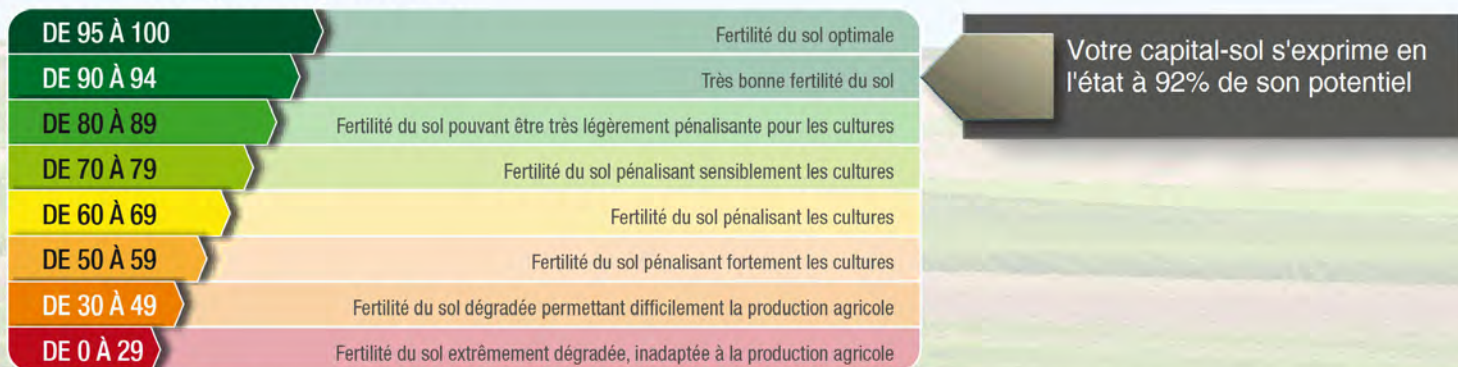 DE 95 À 100 Fertilité du sol optimale
DE 90 À 94 Très bonne fertilité du sol
DE 80 À 89 Fertilité du sol pouvant être très légèrement pénalisante pour les cultures
DE 70 À 79 Fertilité du sol pénalisant sensiblement les cultures
DE 60 À 69 Fertilité du sol pénalisant les cultures
DE 50 À 59 Fertilité du sol pénalisant fortement les cultures
DE 30 À 49 Fertilité du sol dégradée permettant difficilement la production agricole
DE 0 À 29 Fertilité du sol extrêmement dégradée, inadaptée à la production agricole
Votre capital-sol s'exprime en
l'état à 92% de son potentiel